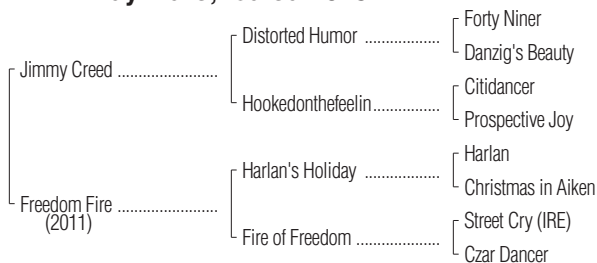 Forty Niner
Distorted Humor ..................
Danzig's Beauty
Jimmy Creed ........................
Citidancer
Hookedonthefeelin................
Prospective Joy
Harlan
Harlan's Holiday ..................
Christmas in Aiken
Freedom Fire ........................
(2011)
Street Cry (IRE)
Fire of Freedom ....................
Czar Dancer